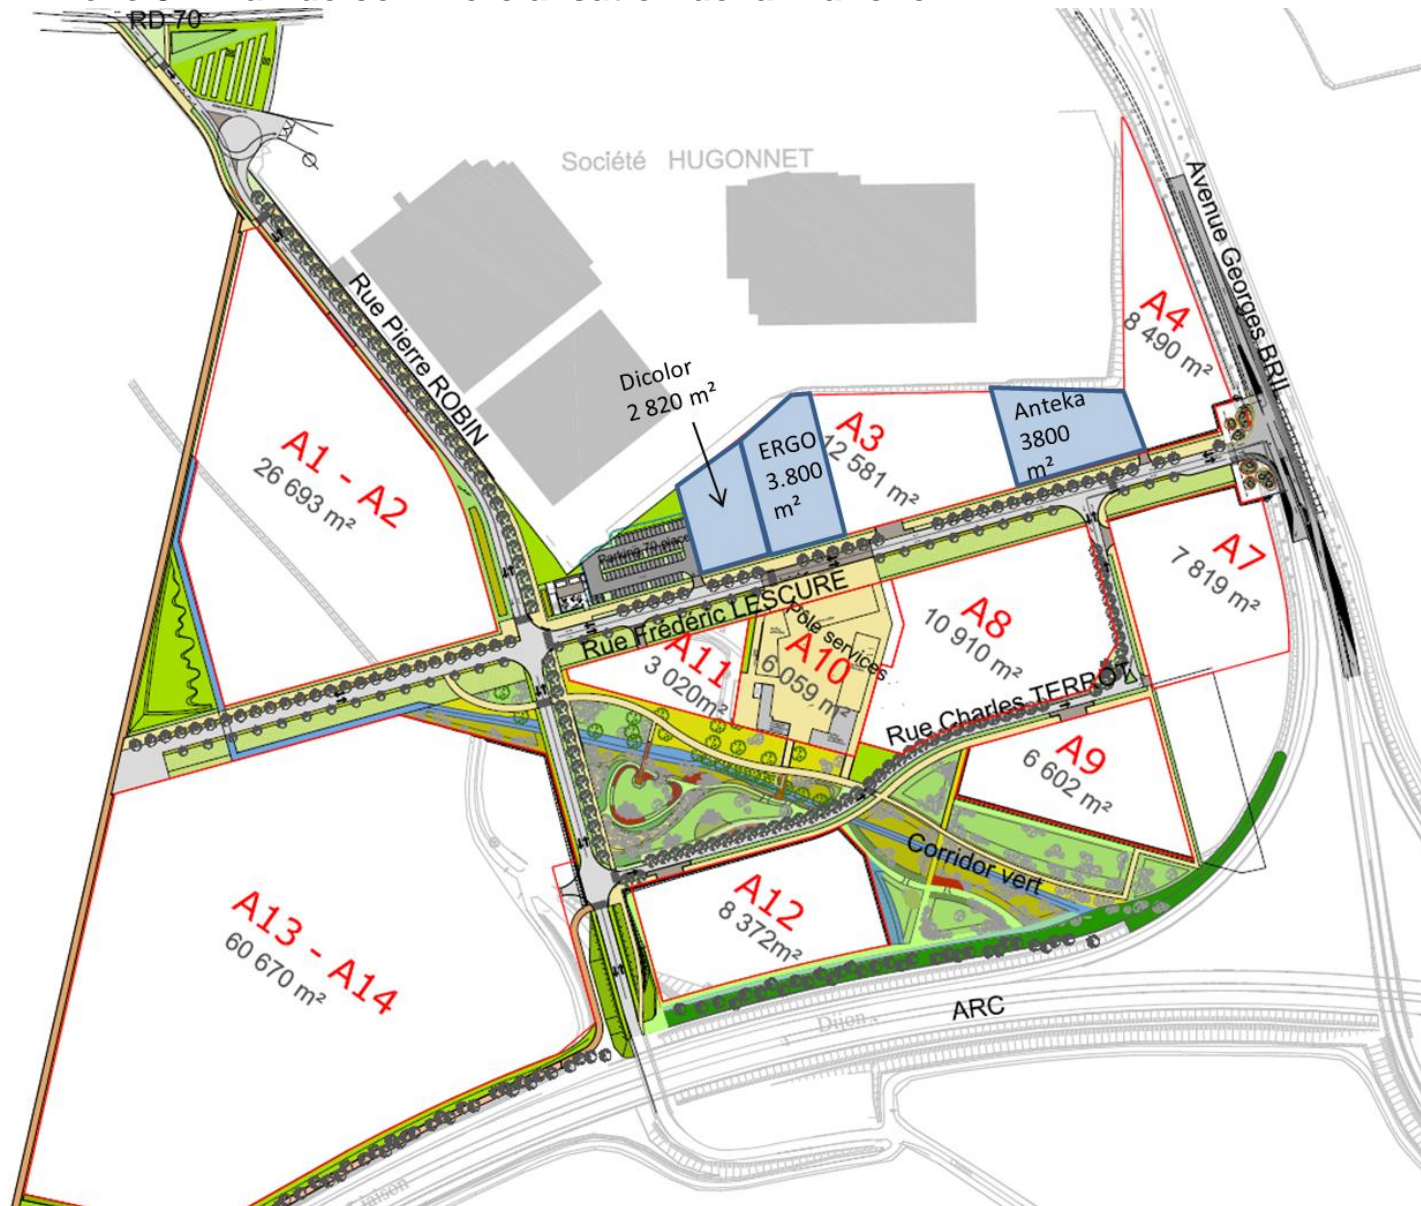 RD 70
Société HUGONNET
Avenue Georges BRIL
Rue Pierre ROBIN
A4
8 490 m²
Dicolor
2 820 m²
Anteka
3800
m²
A3
12 581 m²
ERGO
3.800
m²
A1 - A2
26 693 m²
Parking 70 place
A7
7 819 m²
Rue Frédéric LESCURE
Pôle services
A8
10 910 m²
A11
3 020m²
A10
6 059 m²
Rue Charles TERROT
A9
6 602 m²
Corridor vert
A12
8 372m²
A13 - A14
60 670 m²
ARC
Dijon